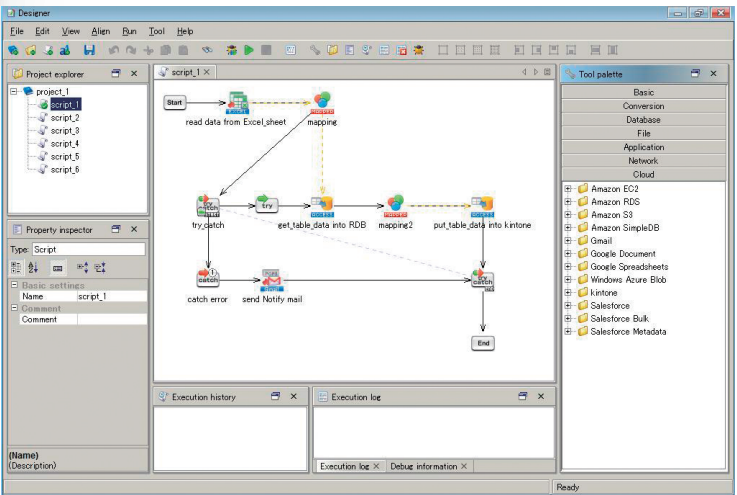 Designer
File Edit View Align Run Tool Help
Project explorer
project_1
script_1
script_2
script_3
script_4
script_5
script_6
Property inspector
Type: Script
Basic settings
Name script_1
Comment
Comment
(Name)
(Description)
script_1
Start
read data from Excel_sheet
mapping
try_catch
try
get_table_data into RDB
mapping2
put_table_data into kintone
catch
catch error
send Notify mail
try
catch
End
Execution history
Execution log
Execution log
Debug information
Tool palette
Basic
Conversion
Database
File
Application
Network
Cloud
Amazon EC2
Amazon RDS
Amazon S3
Amazon SimpleDB
Gmail
Google Document
Google Spreadsheets
Windows Azure Blob
kintone
Salesforce
Salesforce Bulk
Salesforce Metadata
Ready